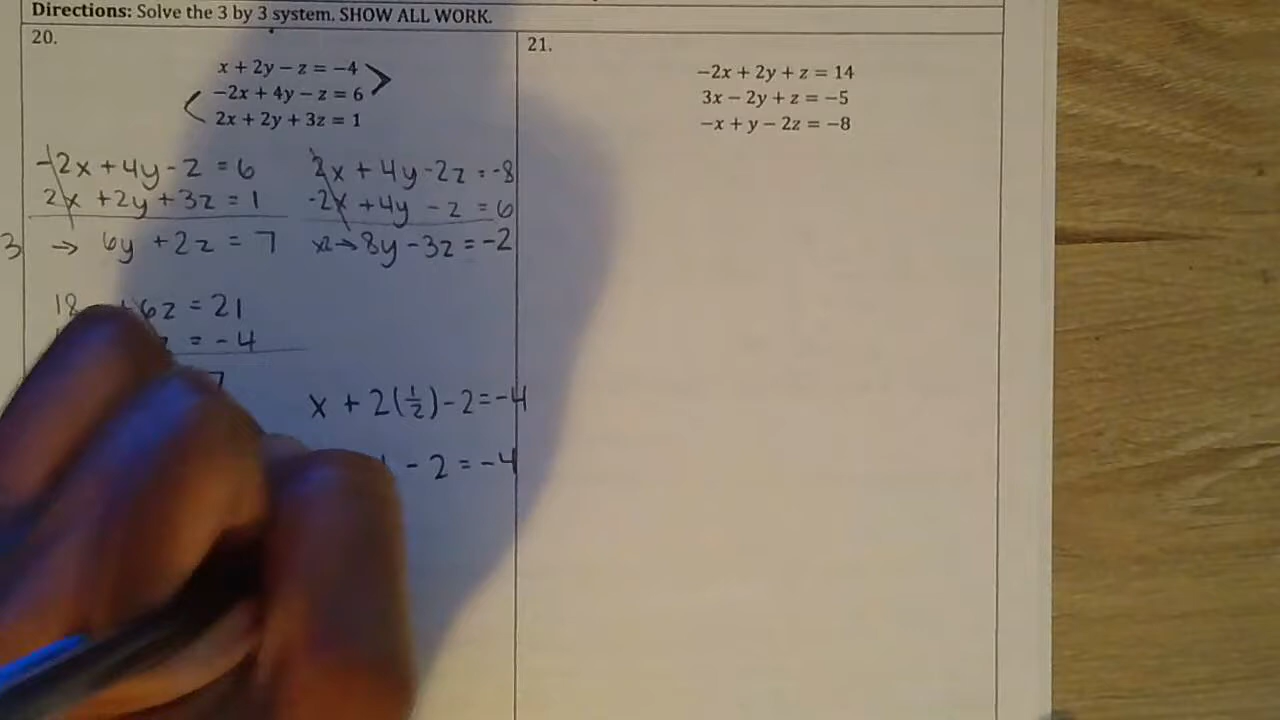 Directions: Solve the 3 by 3 system. SHOW ALL WORK.
20.
x + 2y − z = −4
−2x + 4y − z = 6
2x + 2y + 3z = 1
-2x + 4y - z = 6
2x + 2y + 3z = 1
3 → 6y + 2z = 7
2x + 4y - 2z = -8
-2x + 4y - z = 6
x2 → 8y - 3z = -2
18 + 6z = 21
= -4
7
x + 2(1/2) - 2 = -4
- 2 = -4
21.
−2x + 2y + z = 14
3x − 2y + z = −5
−x + y − 2z = −8